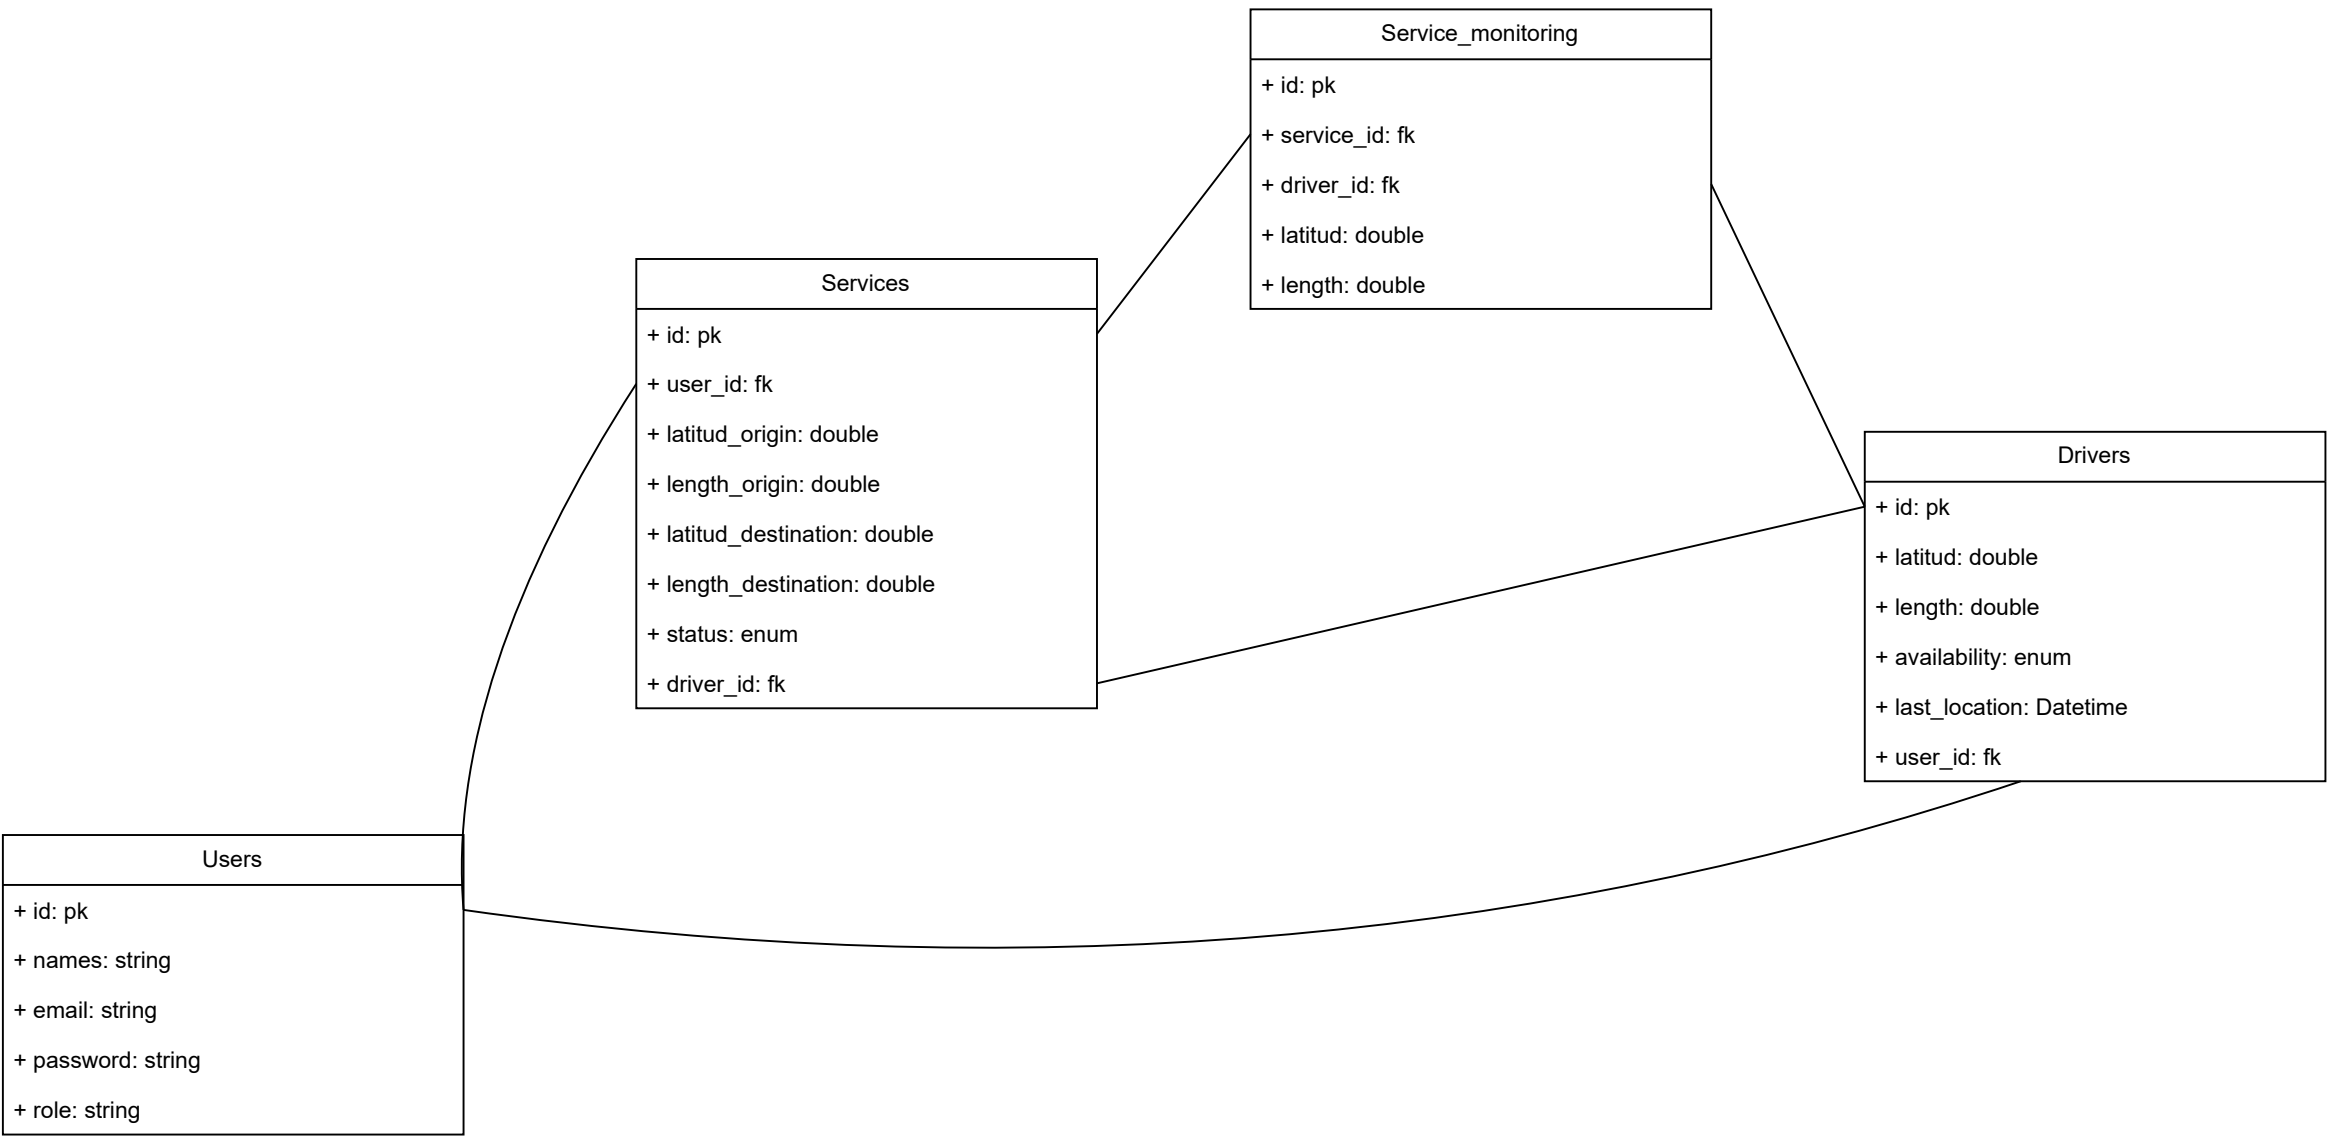 Service_monitoring
+ id: pk
+ service_id: fk
+ driver_id: fk
+ latitud: double
+ length: double
Services
+ id: pk
+ user_id: fk
+ latitud_origin: double
+ length_origin: double
+ latitud_destination: double
+ length_destination: double
+ status: enum
+ driver_id: fk
Drivers
+ id: pk
+ latitud: double
+ length: double
+ availability: enum
+ last_location: Datetime
+ user_id: fk
Users
+ id: pk
+ names: string
+ email: string
+ password: string
+ role: string